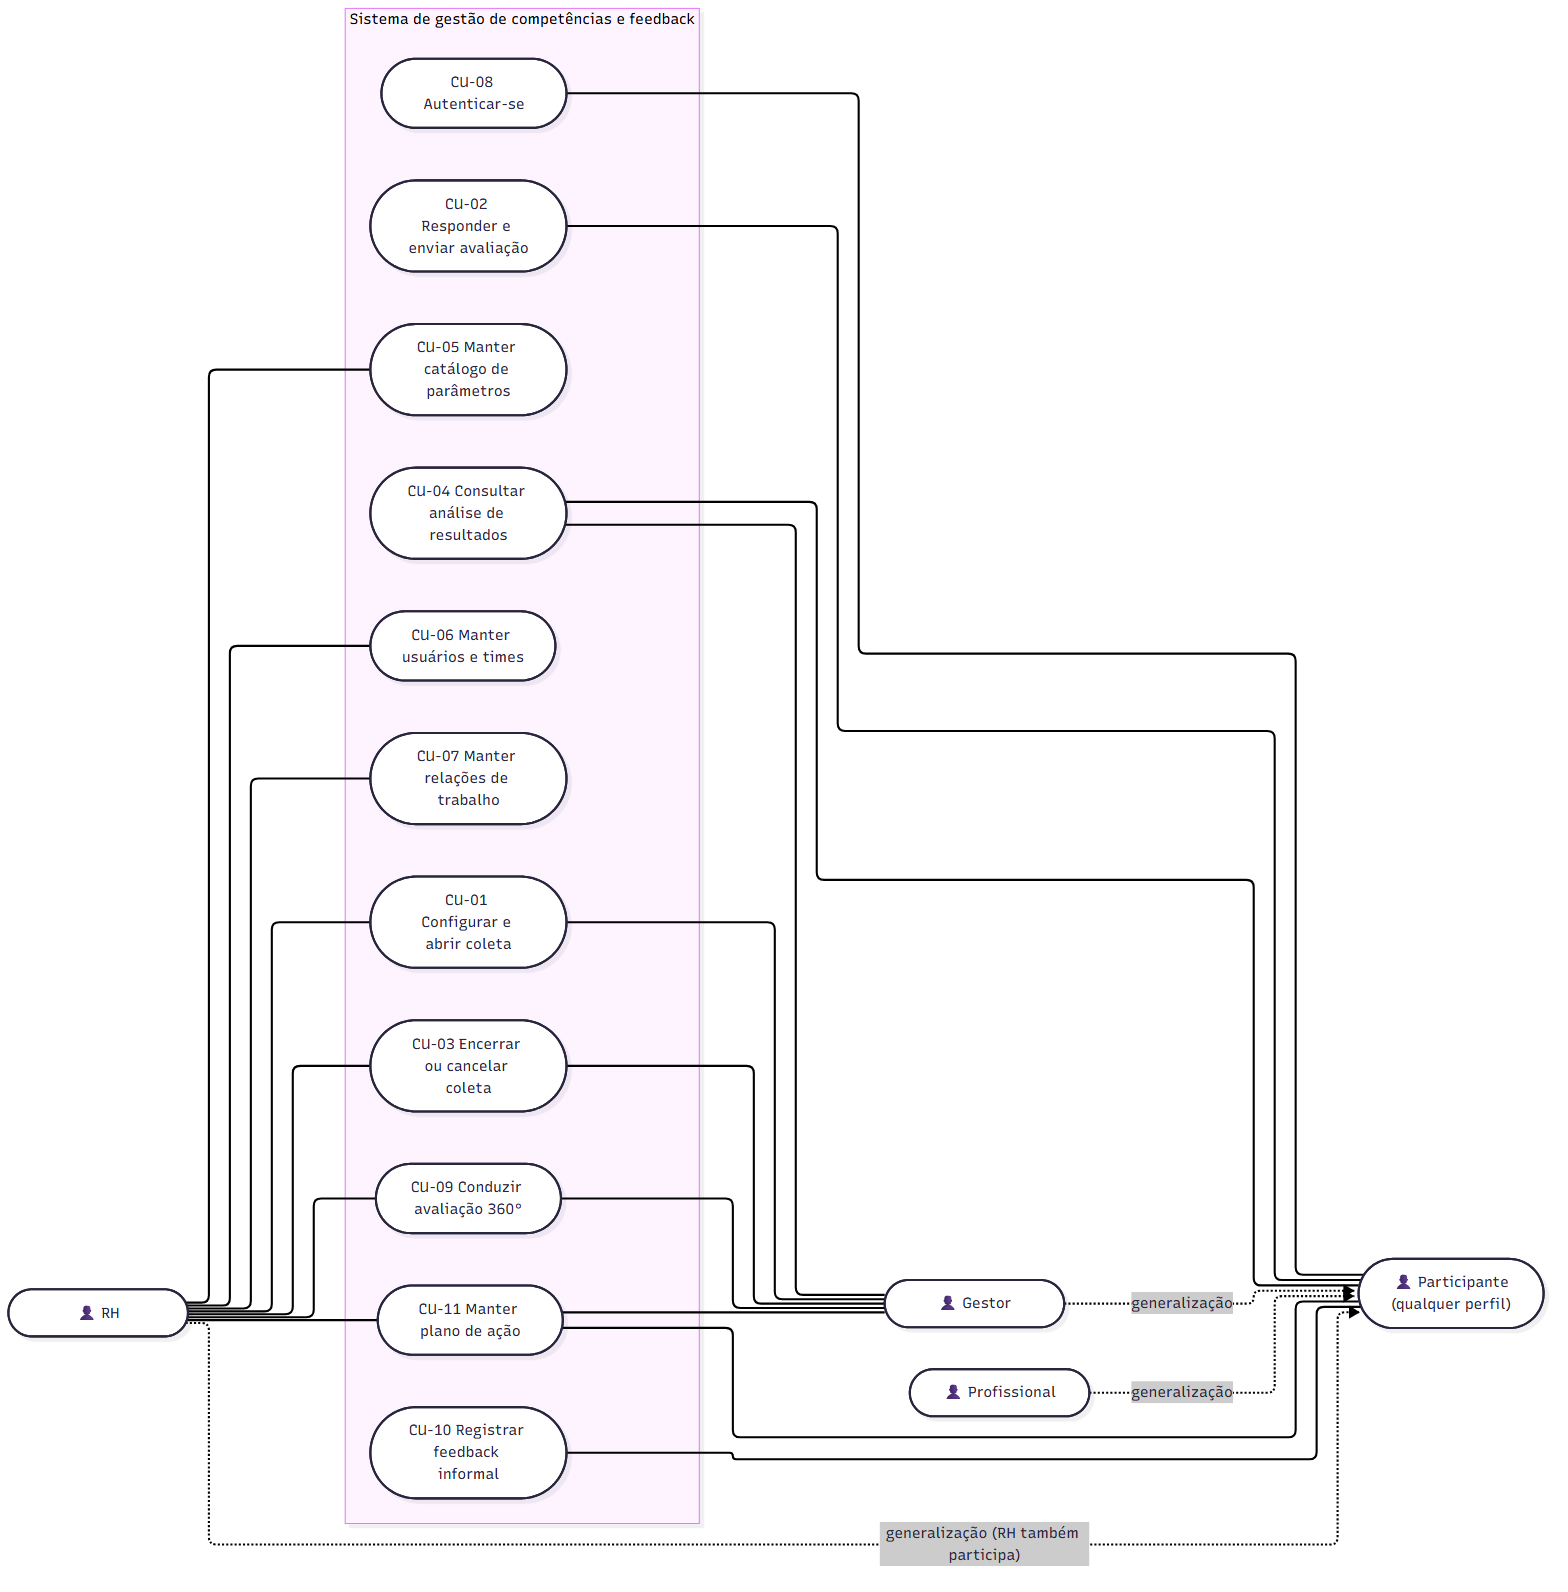 Sistema de gestão de competências e feedback
CU-08
Autenticar-se
CU-02
Responder e
enviar avaliação
CU-05 Manter
catálogo de
parâmetros
CU-04 Consultar
análise de
resultados
CU-06 Manter
usuários e times
CU-07 Manter
relações de
trabalho
CU-01
Configurar e
abrir coleta
CU-03 Encerrar
ou cancelar
coleta
CU-09 Conduzir
avaliação 360°
CU-11 Manter
plano de ação
CU-10 Registrar
feedback
informal
RH
Gestor
Profissional
generalização
generalização
Participante
(qualquer perfil)
generalização (RH também
participa)